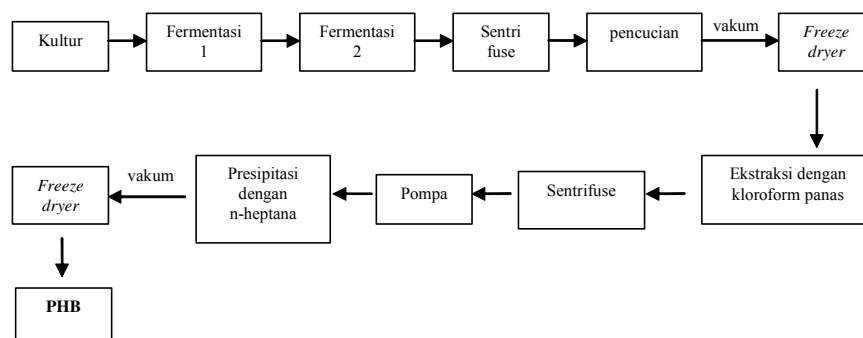 Kultur
Fermentasi
1
Fermentasi
2
Sentri
fuse
pencucian
vakum
Freeze
dryer
Ekstraksi dengan
kloroform panas
Sentrifuse
Pompa
Presipitasi
dengan
n-heptana
vakum
Freeze
dryer
PHB